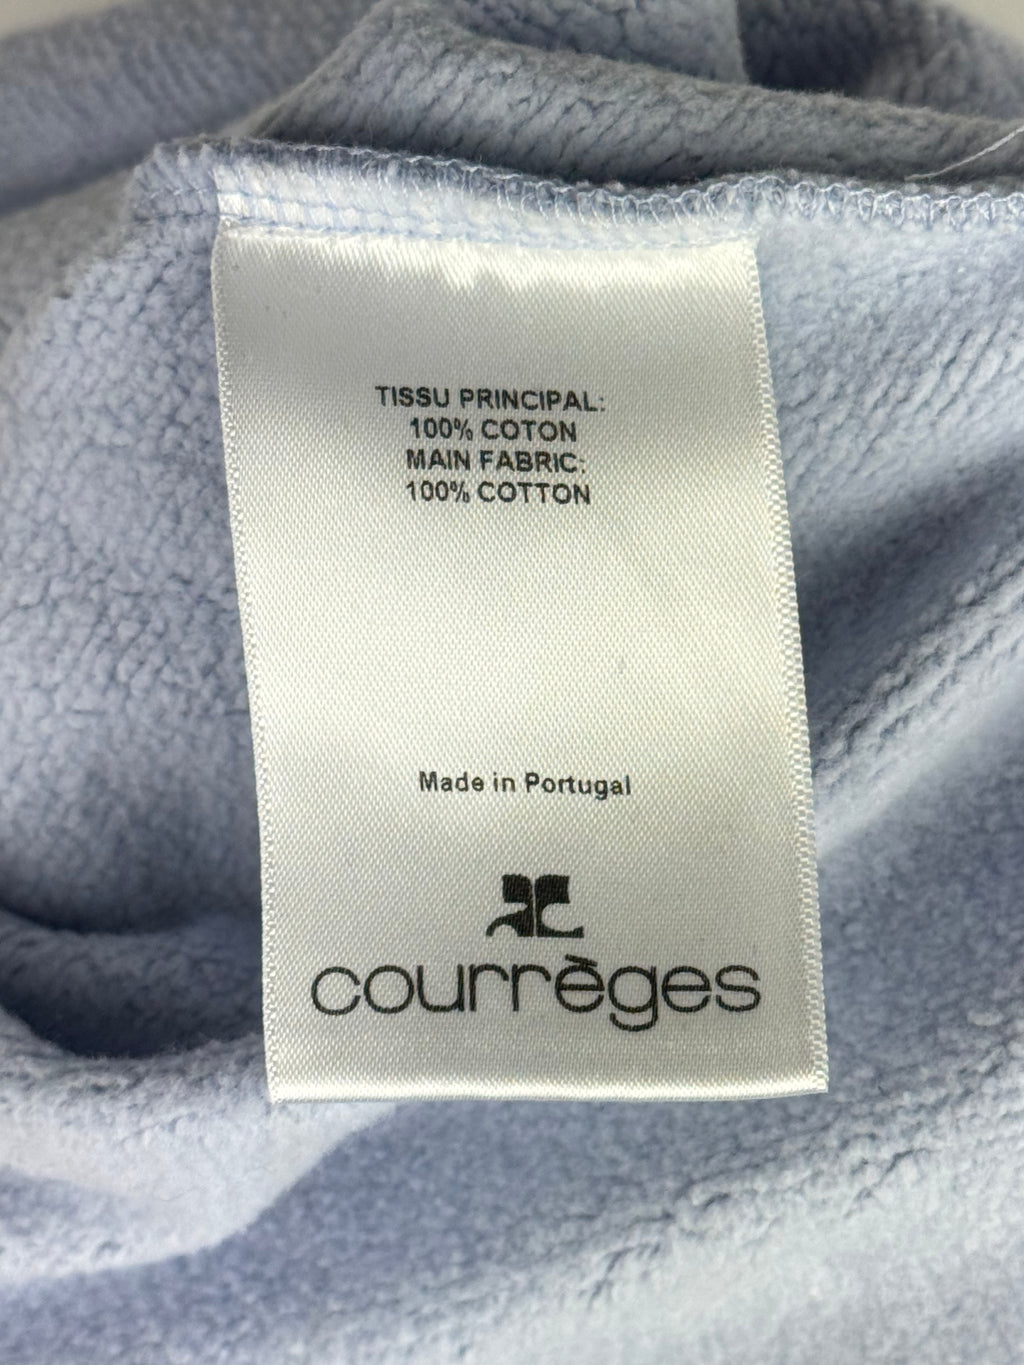 TISSU PRINCIPAL:
100% COTON
MAIN FABRIC:
100% COTTON
Made in Portugal
courrèges